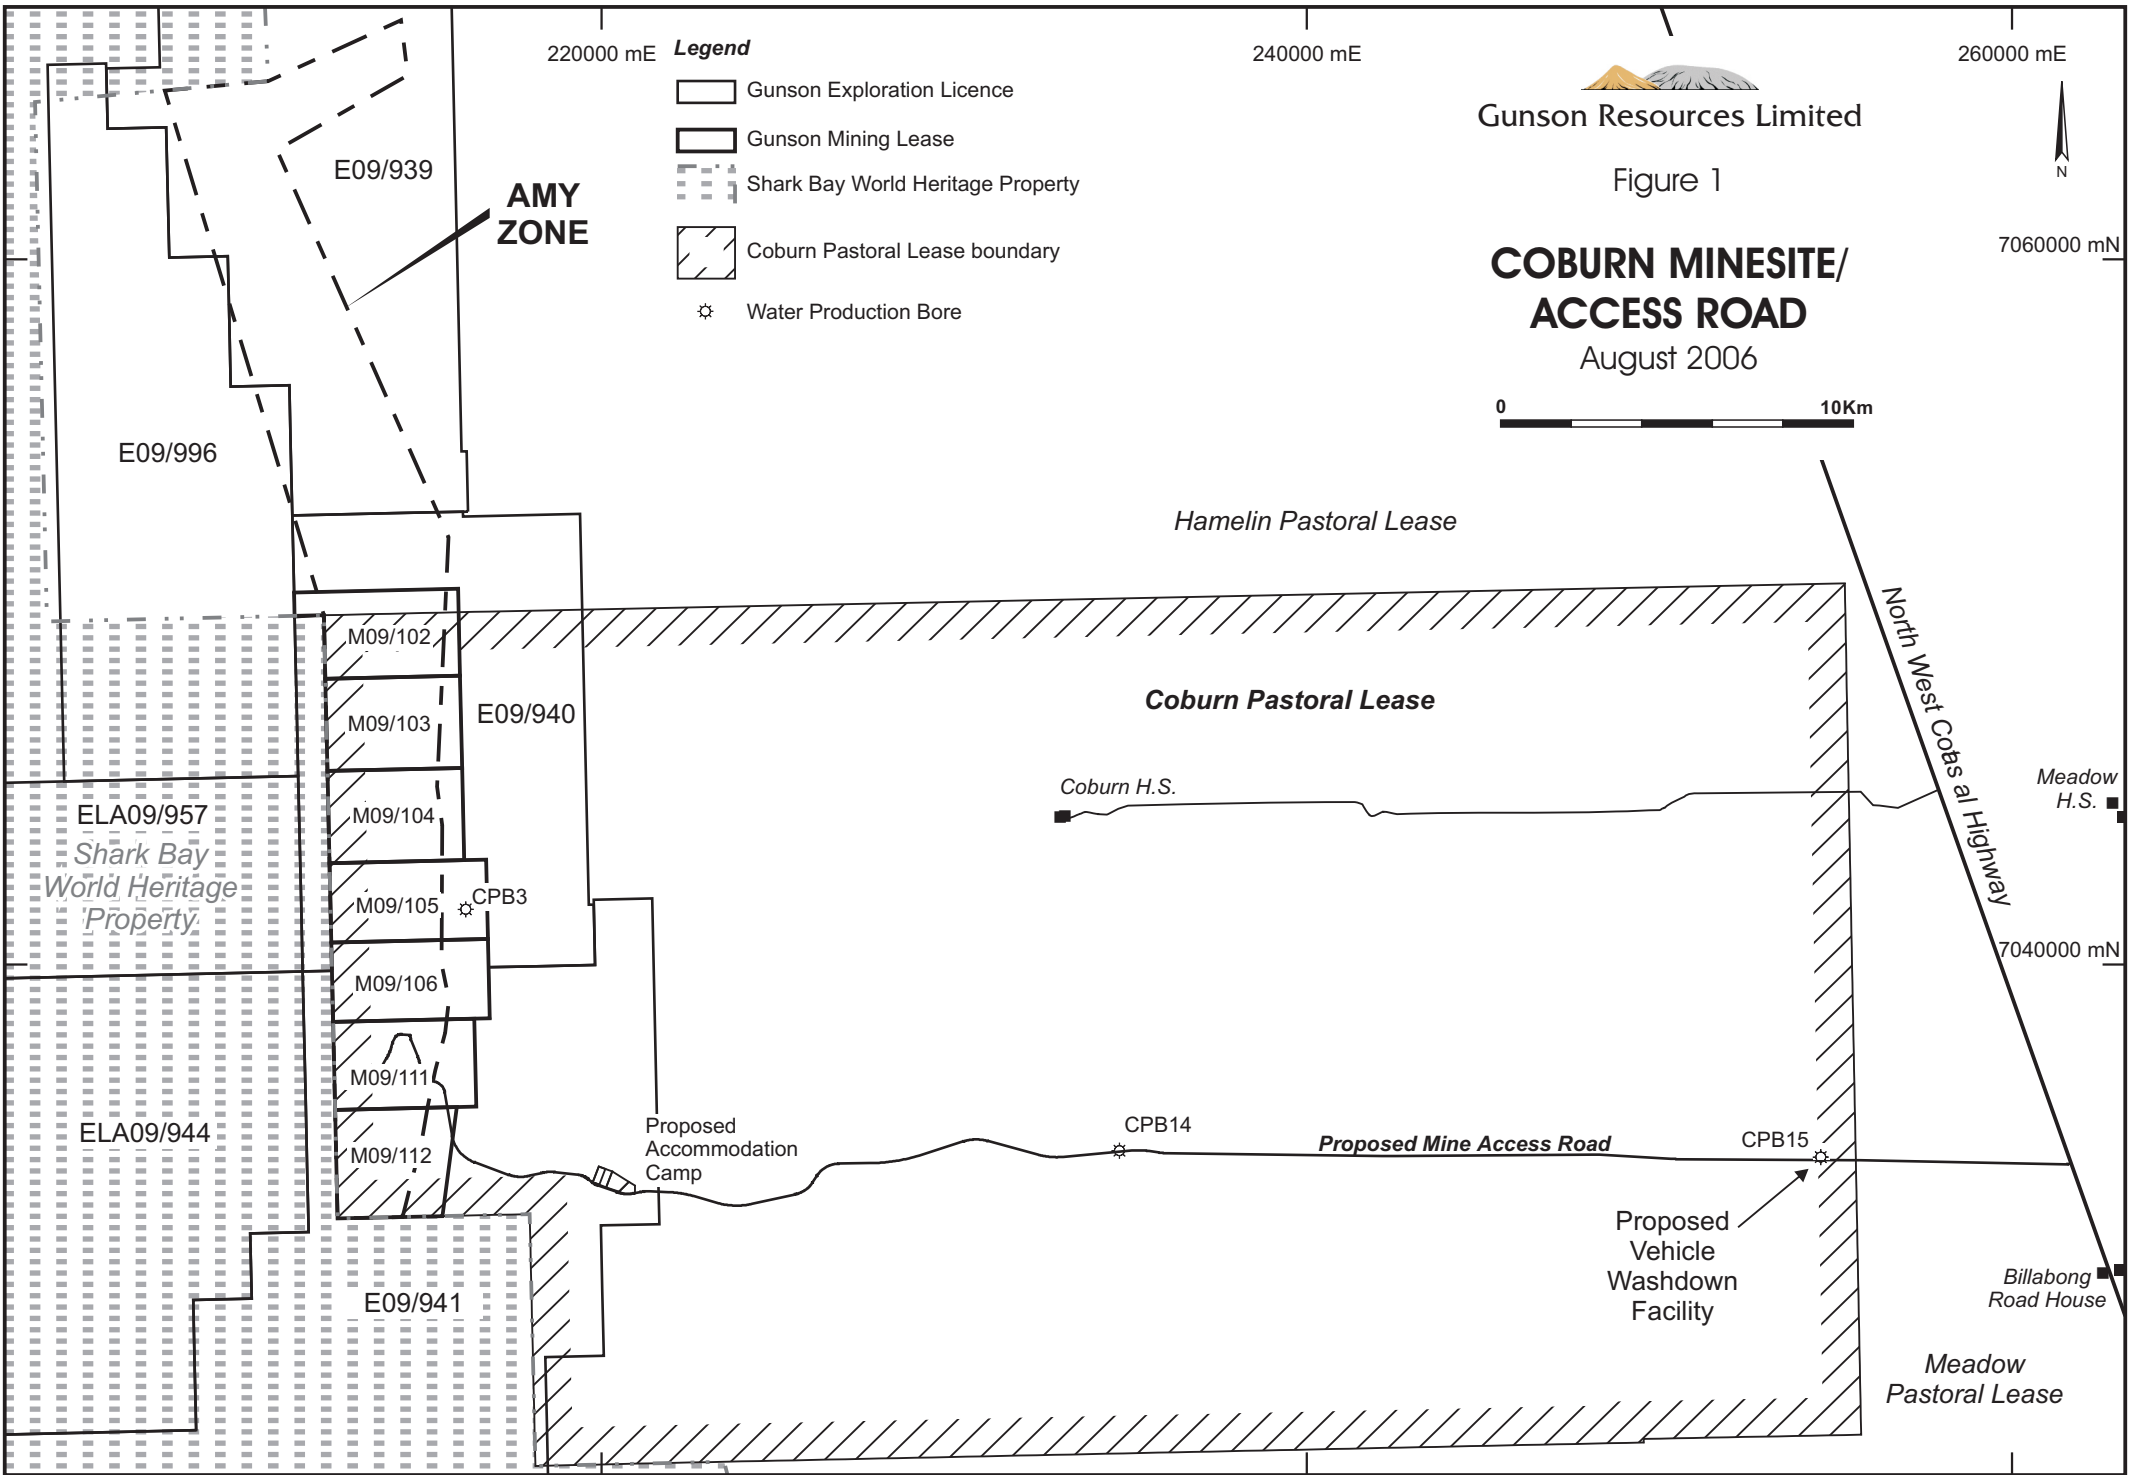 220000 mE
240000 mE
260000 mE
Legend
Gunson Exploration Licence
Gunson Mining Lease
Shark Bay World Heritage Property
Coburn Pastoral Lease boundary
Water Production Bore
Gunson Resources Limited
Figure 1
COBURN MINESITE/
ACCESS ROAD
August 2006
0 10Km
N
7060000 mN
E09/939
AMY
ZONE
E09/996
Hamelin Pastoral Lease
North West Cotas al Highway
M09/102
M09/103
E09/940
Coburn Pastoral Lease
Coburn H.S.
Meadow
H.S.
ELA09/957
M09/104
Shark Bay
World Heritage
Property
M09/105
CPB3
7040000 mN
M09/106
M09/111
ELA09/944
M09/112
Proposed
Accommodation
Camp
CPB14
Proposed Mine Access Road
CPB15
Proposed
Vehicle
Washdown
Facility
Billabong
Road House
E09/941
Meadow
Pastoral Lease